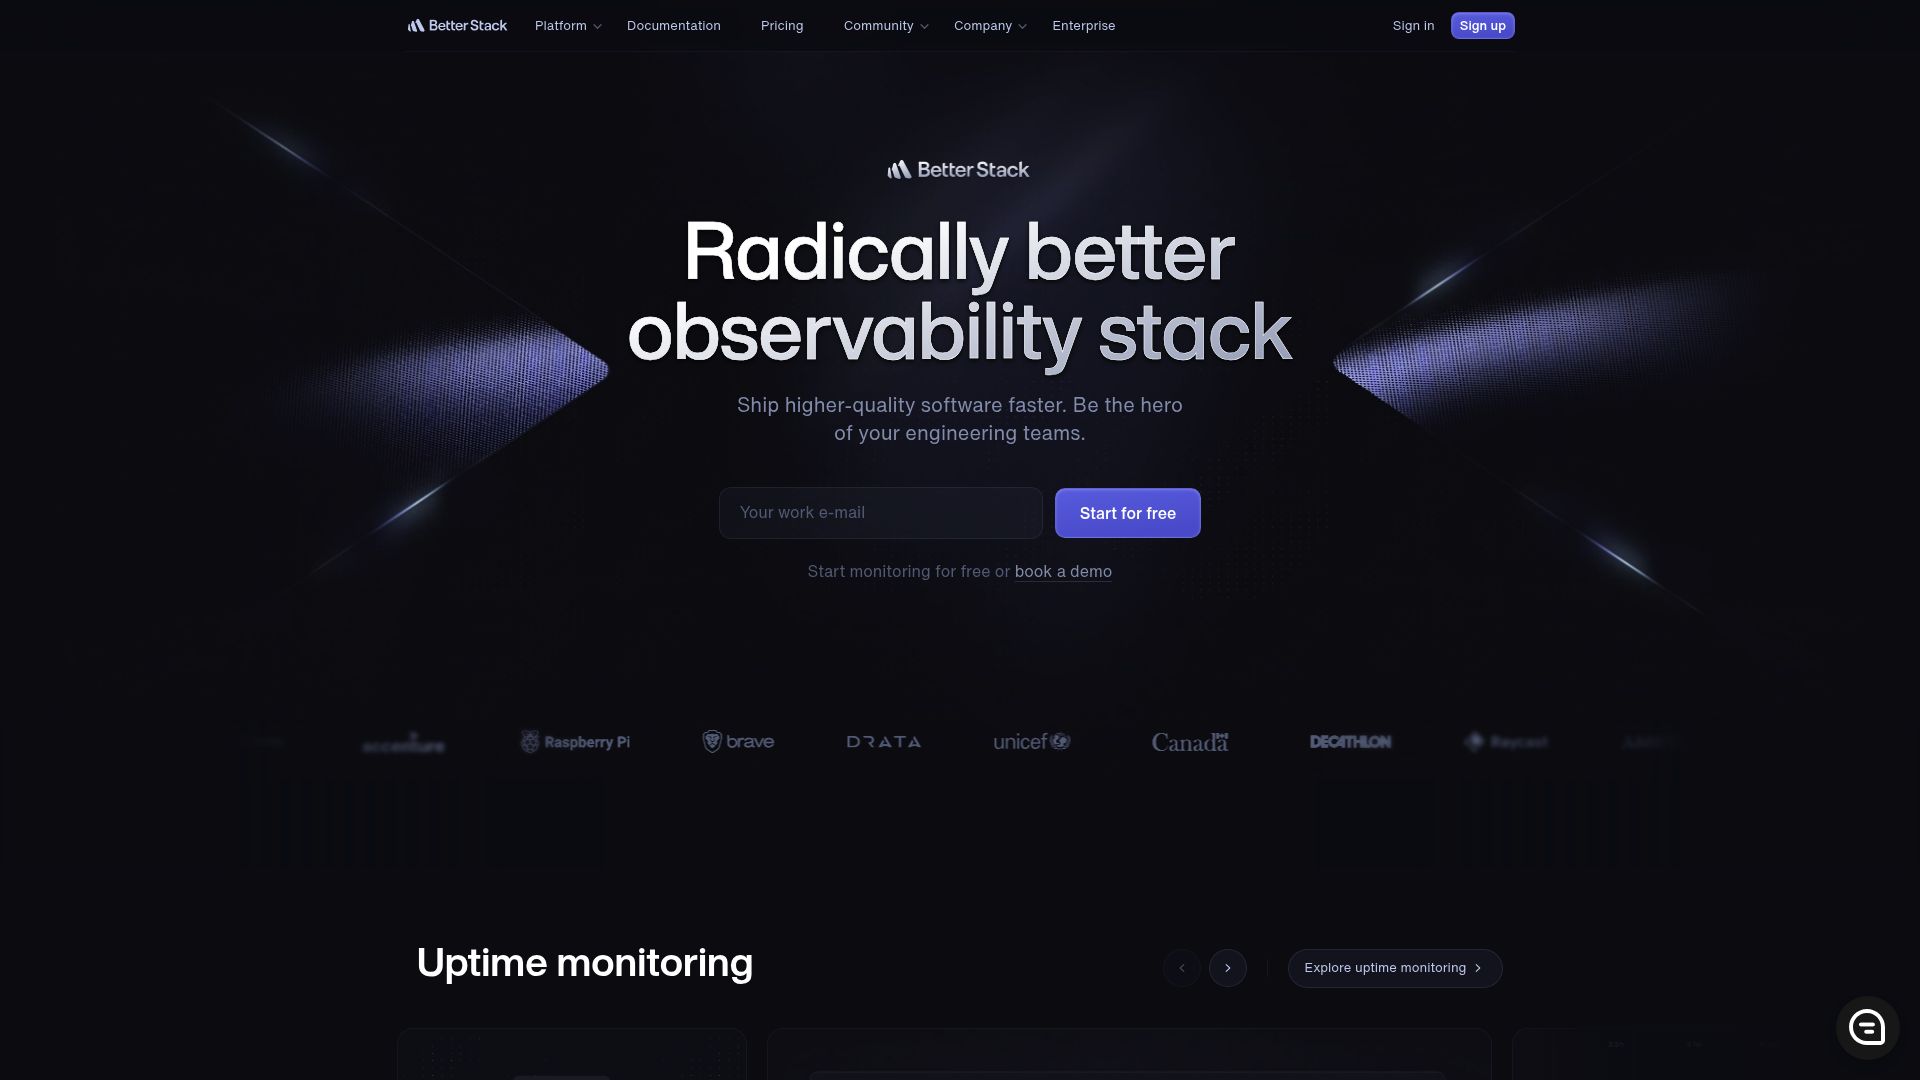 Better Stack
Platform
Documentation
Pricing
Community
Company
Enterprise
Sign in
Sign up
Better Stack
Radically better
observability stack
Ship higher-quality software faster. Be the hero
of your engineering teams.
Your work e-mail
Start for free
Start monitoring for free or book a demo
accenture
Raspberry Pi
brave
DRATA
unicef
Canada
DECATHLON
Raycast
Uptime monitoring
Explore uptime monitoring